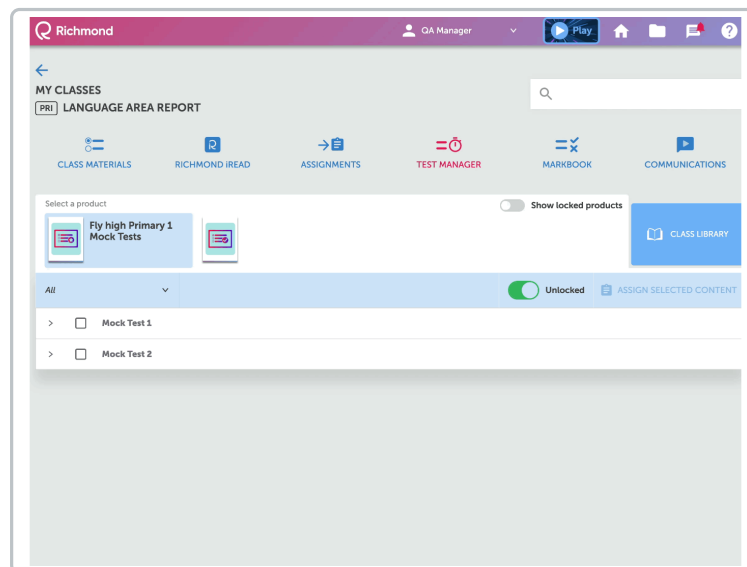 Richmond
QA Manager
Play
?
MY CLASSES
PRI LANGUAGE AREA REPORT
CLASS MATERIALS
RICHMOND iREAD
ASSIGNMENTS
TEST MANAGER
MARKBOOK
COMMUNICATIONS
Select a product
Show locked products
Fly high Primary 1
Mock Tests
CLASS LIBRARY
All
Unlocked
ASSIGN SELECTED CONTENT
Mock Test 1
Mock Test 2